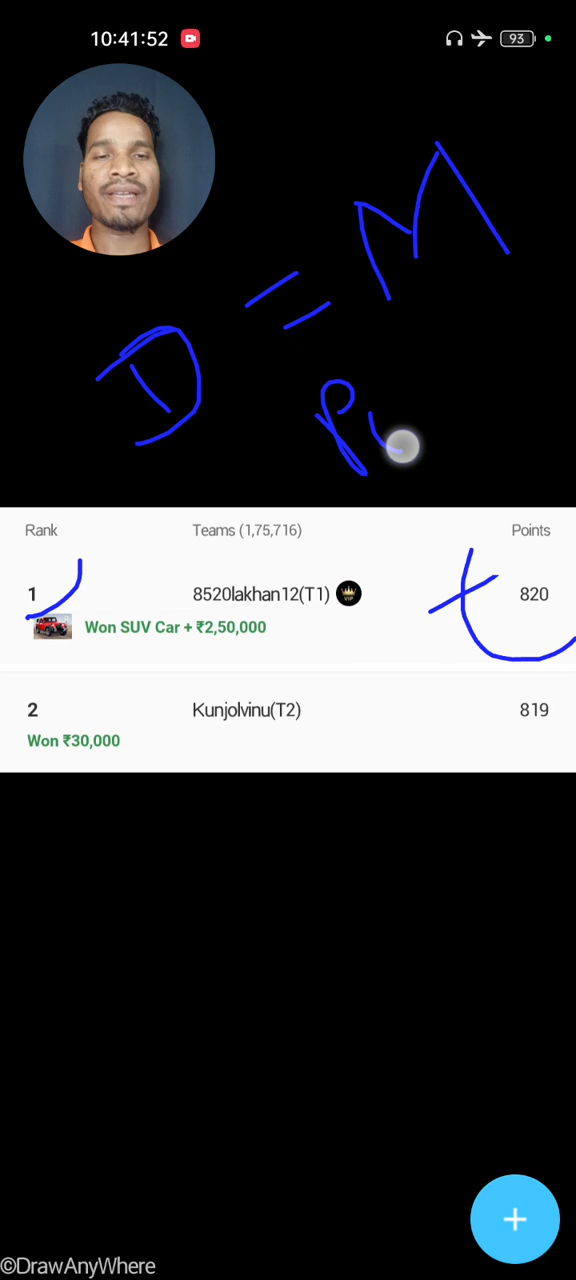 10:41:52
93
D = M
Rank Teams (1,75,716) Points
1 8520lakhan12(T1) VIP 820
Won SUV Car + ₹2,50,000
2 Kunjolvinu(T2) 819
Won ₹30,000
+
©DrawAnyWhere